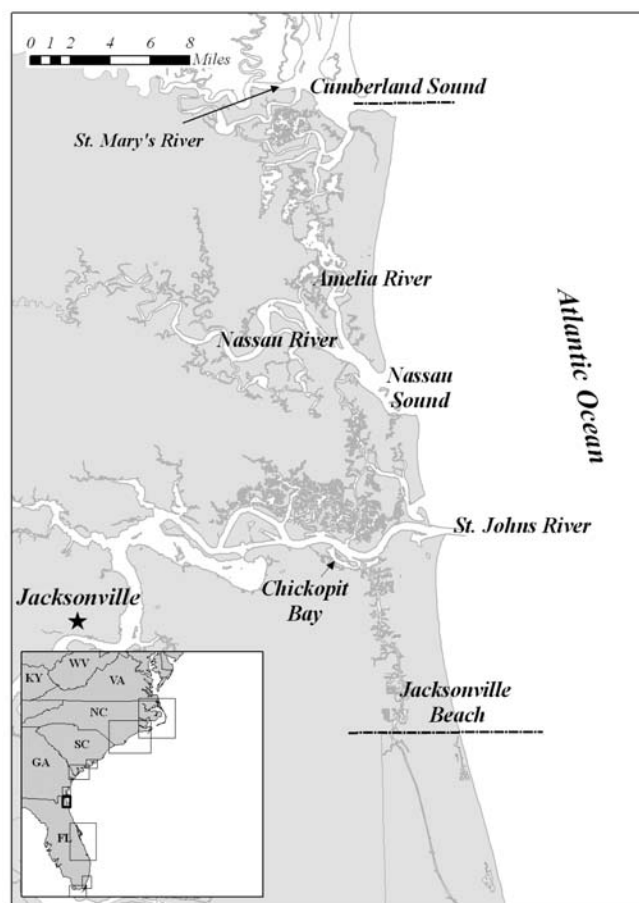 0 1 2 4 6 8
Miles
Cumberland Sound
St. Mary's River
Amelia River
Nassau River
Nassau
Sound
Atlantic Ocean
St. Johns River
Chickopit
Bay
Jacksonville
Jacksonville
Beach
WV
KY
VA
NC
SC
GA
FL